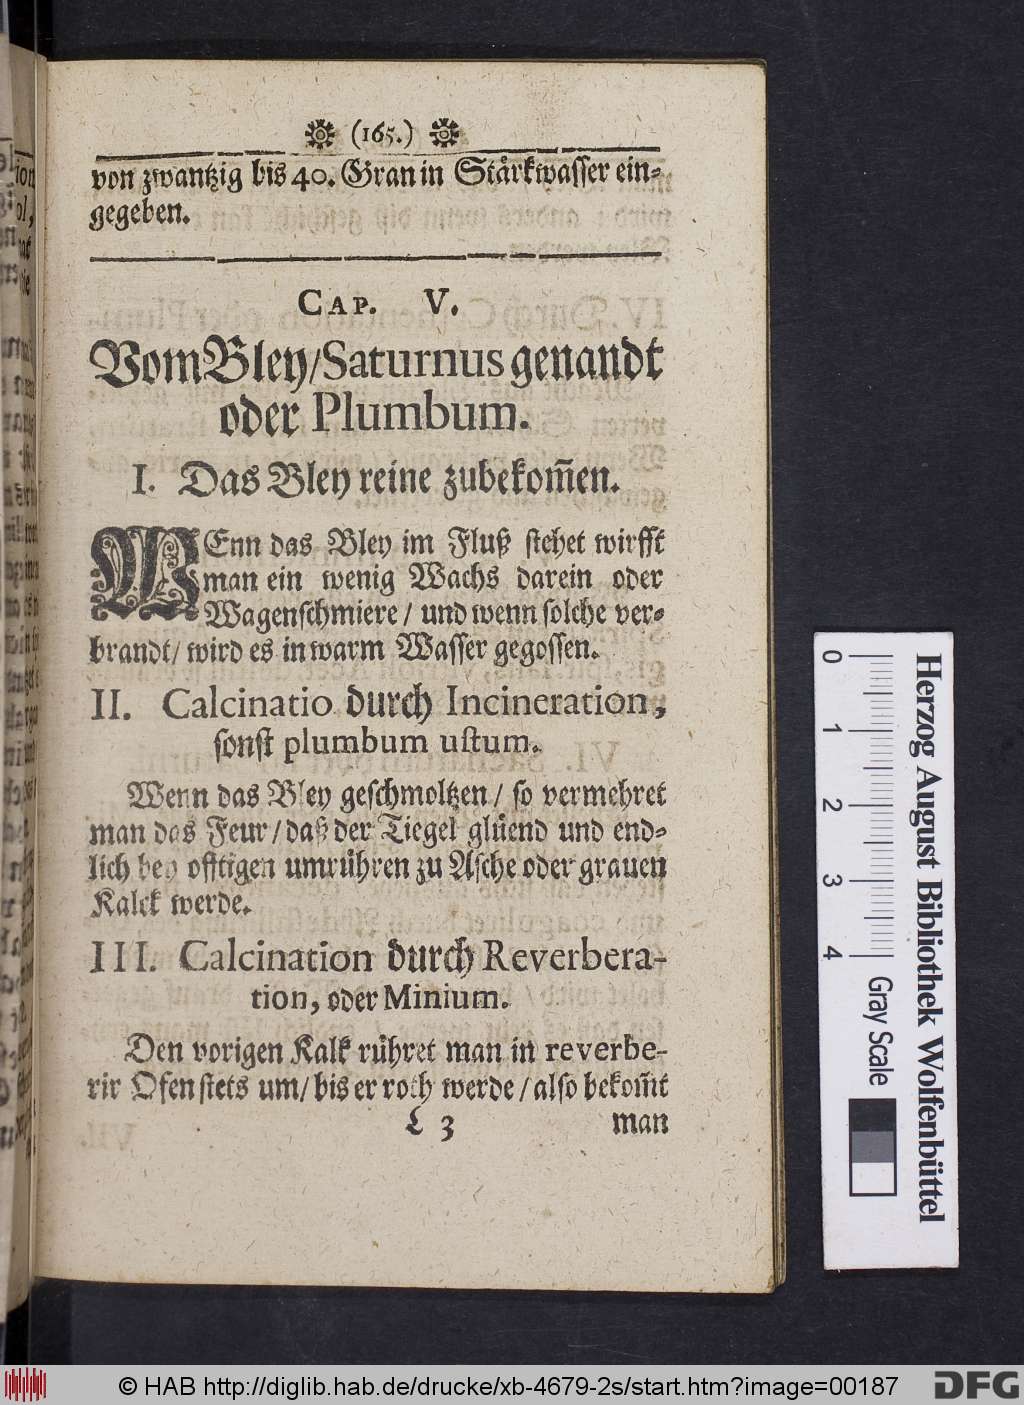 (165.)
von zwantzig bis 40. Gran in Stärkwasser ein-
gegeben.
CAP. V.
Vom Bley/Saturnus genandt
oder Plumbum.
I. Das Bley reine zubekom̃en.
WEnn das Bley im Fluß stehet wirfft
man ein wenig Wachs darein oder
Wagenschmiere / und wenn solche ver-
brandt/ wird es in warm Wasser gegossen.
II. Calcinatio durch Incineration,
sonst plumbum ustum.
Wenn das Bley geschmoltzen / so vermehret
man das Feur / daß der Tiegel glüend und end-
lich bey offtigen umrühren zu Asche oder grauen
Kalck werde.
III. Calcination durch Reverbera-
tion, oder Minium.
Den vorigen Kalk rühret man in reverbe-
rir Ofen stets um/ bis er roth werde / also bekom̃t
L 3 man
0 1 2 3 4
Herzog August Bibliothek Wolfenbüttel
Gray Scale
© HAB http://diglib.hab.de/drucke/xb-4679-2s/start.htm?image=00187
DFG